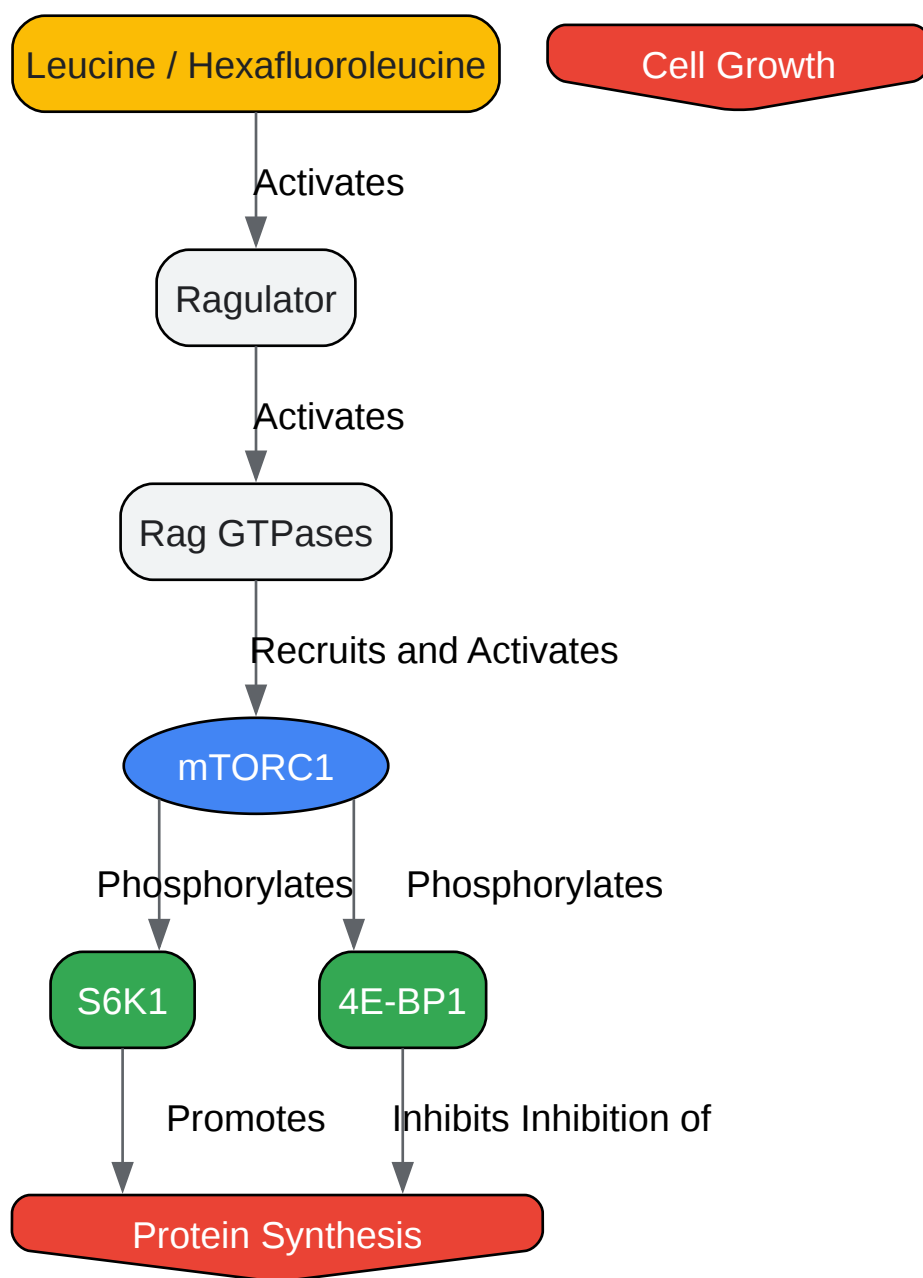 Leucine / Hexafluoroleucine
Cell Growth
Activates
Ragulator
Activates
Rag GTPases
Recruits and Activates
mTORC1
Phosphorylates
Phosphorylates
S6K1
4E-BP1
Promotes
Inhibits Inhibition of
Protein Synthesis